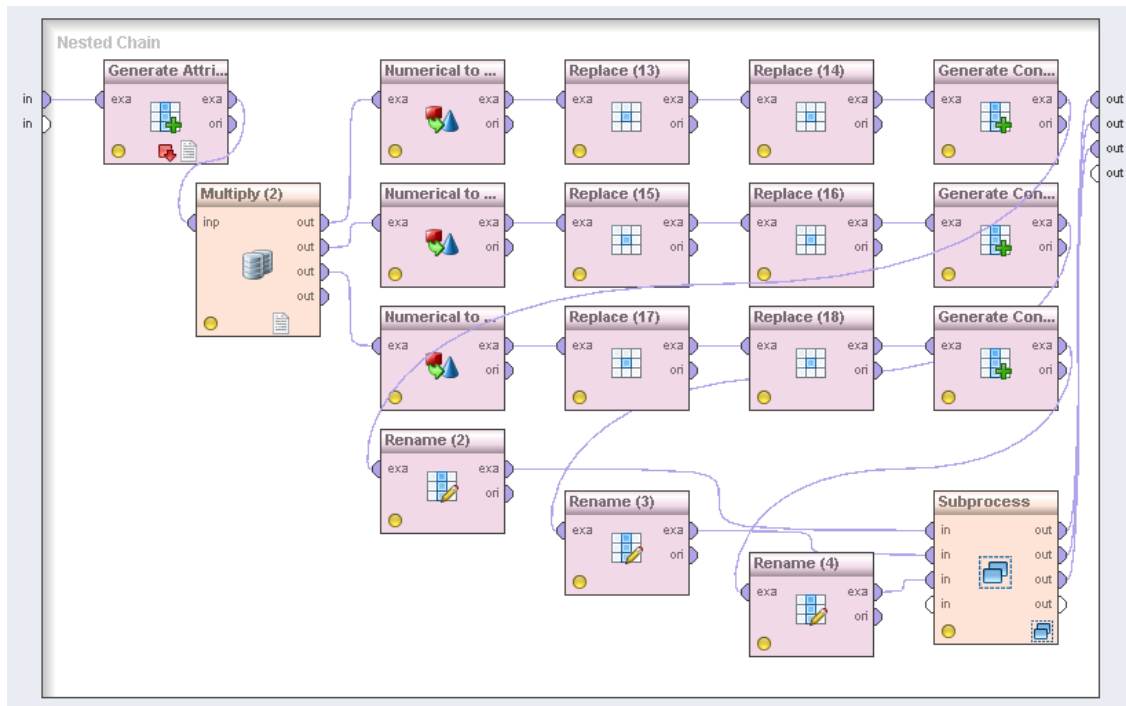 Nested Chain
Generate Attri...
in
exa
exa
out
in
ori
out
out
out
Numerical to ...
exa
exa
ori
Replace (13)
exa
exa
ori
Replace (14)
exa
exa
ori
Generate Con...
exa
exa
ori
Multiply (2)
inp
out
out
out
out
Numerical to ...
exa
exa
ori
Replace (15)
exa
exa
ori
Replace (16)
exa
exa
ori
Generate Con...
exa
exa
ori
Numerical to ...
exa
exa
ori
Replace (17)
exa
exa
ori
Replace (18)
exa
exa
ori
Generate Con...
exa
exa
ori
Rename (2)
exa
exa
ori
Rename (3)
exa
exa
ori
Rename (4)
exa
exa
ori
Subprocess
in
out
in
out
in
out
in
out